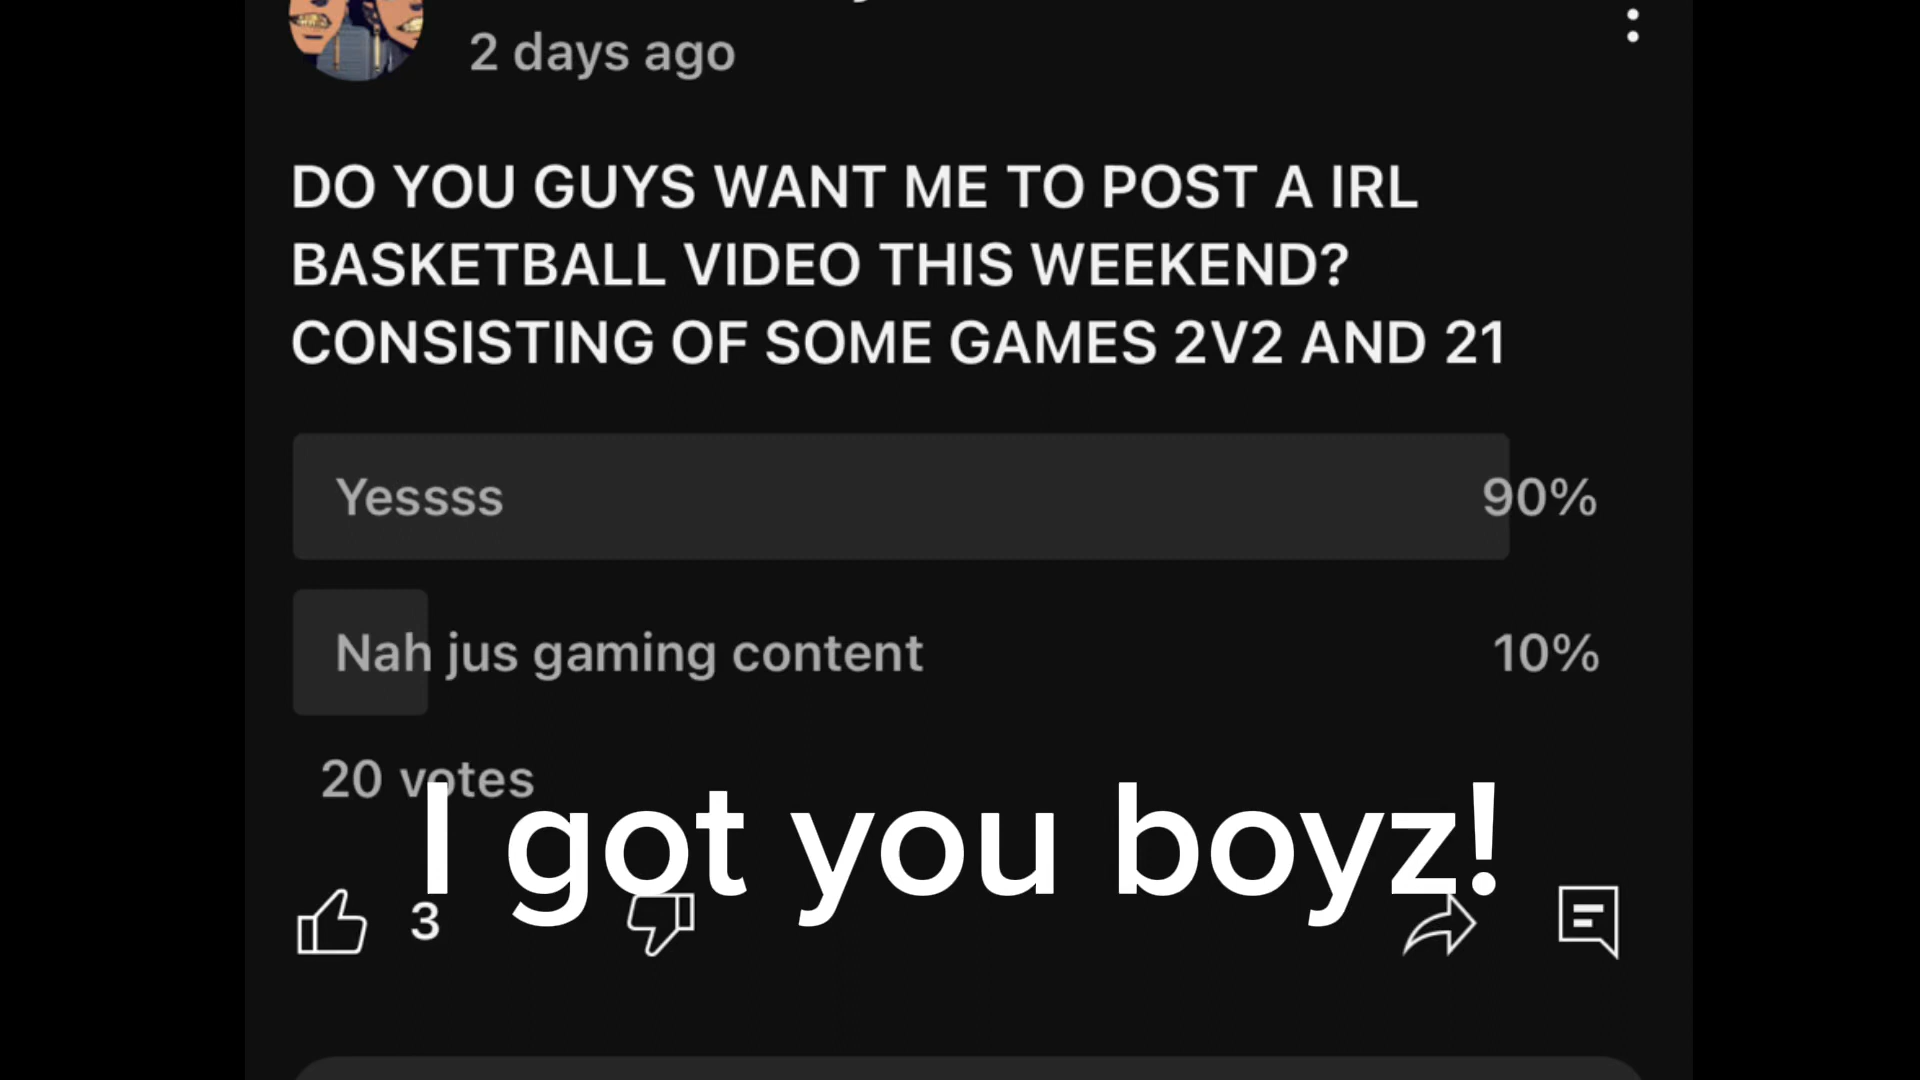 2 days ago
DO YOU GUYS WANT ME TO POST A IRL
BASKETBALL VIDEO THIS WEEKEND?
CONSISTING OF SOME GAMES 2V2 AND 21
Yessss 90%
Nah jus gaming content 10%
20 votes
I got you boyz!
3